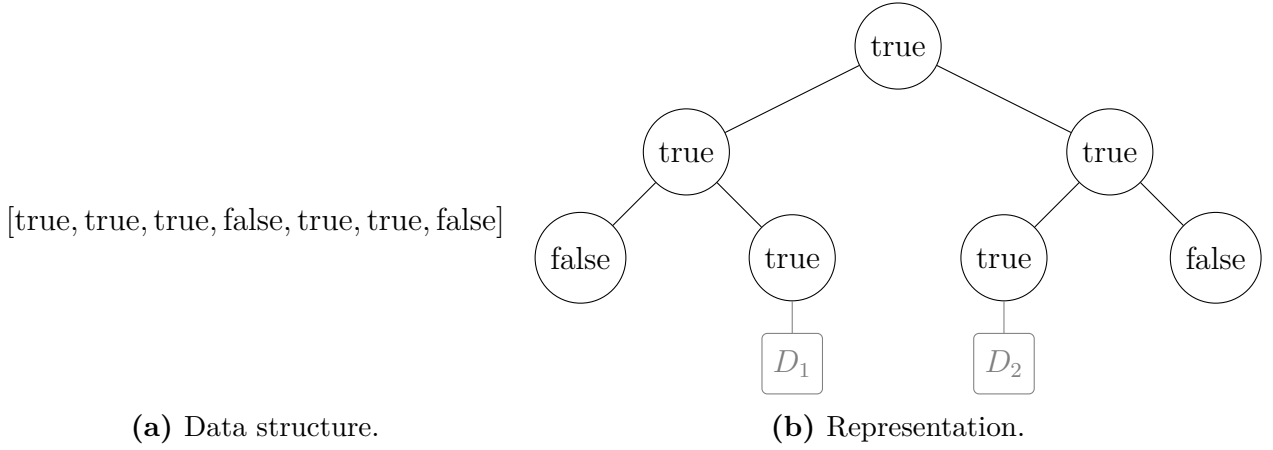 true
true
true
[true, true, true, false, true, true, false]
false
true
true
false
D₁
D₂
(a) Data structure.
(b) Representation.